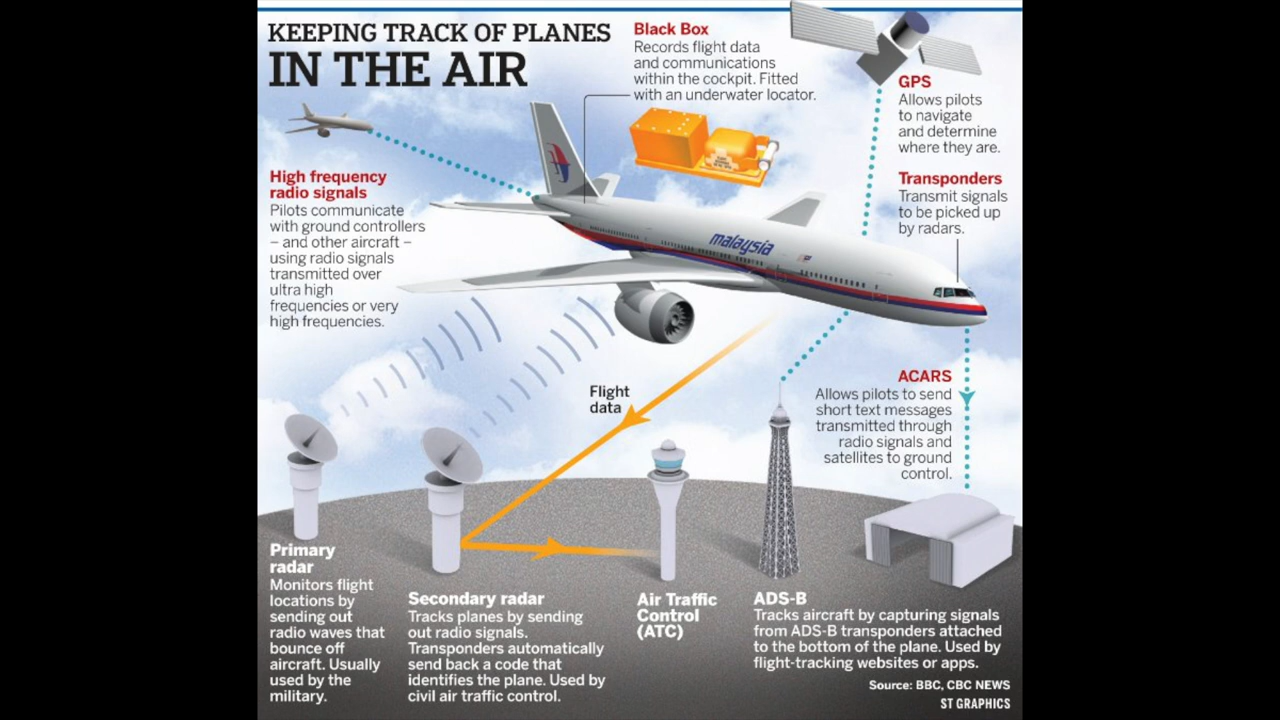 KEEPING TRACK OF PLANES
IN THE AIR
Black Box
Records flight data
and communications
within the cockpit. Fitted
with an underwater locator.
GPS
Allows pilots
to navigate
and determine
where they are.
Transponders
Transmit signals
to be picked up
by radars.
High frequency
radio signals
Pilots communicate
with ground controllers
– and other aircraft –
using radio signals
transmitted over
ultra high
frequencies or very
high frequencies.
malaysia
Flight
data
ACARS
Allows pilots to send
short text messages
transmitted through
radio signals and
satellites to ground
control.
Primary
radar
Monitors flight
locations by
sending out
radio waves that
bounce off
aircraft. Usually
used by the
military.
Secondary radar
Tracks planes by sending
out radio signals.
Transponders automatically
send back a code that
identifies the plane. Used by
civil air traffic control.
Air Traffic
Control
(ATC)
ADS-B
Tracks aircraft by capturing signals
from ADS-B transponders attached
to the bottom of the plane. Used by
flight-tracking websites or apps.
Source: BBC, CBC NEWS
ST GRAPHICS